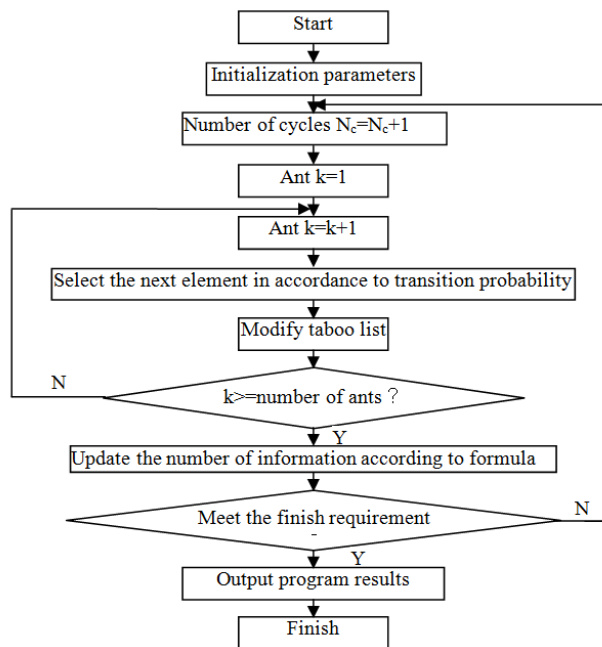 Start
Initialization parameters
Number of cycles Nc=Nc+1
Ant k=1
Ant k=k+1
Select the next element in accordance to transition probability
Modify taboo list
N
k>=number of ants？
Y
Update the number of information according to formula
Meet the finish requirement
-
N
Y
Output program results
Finish